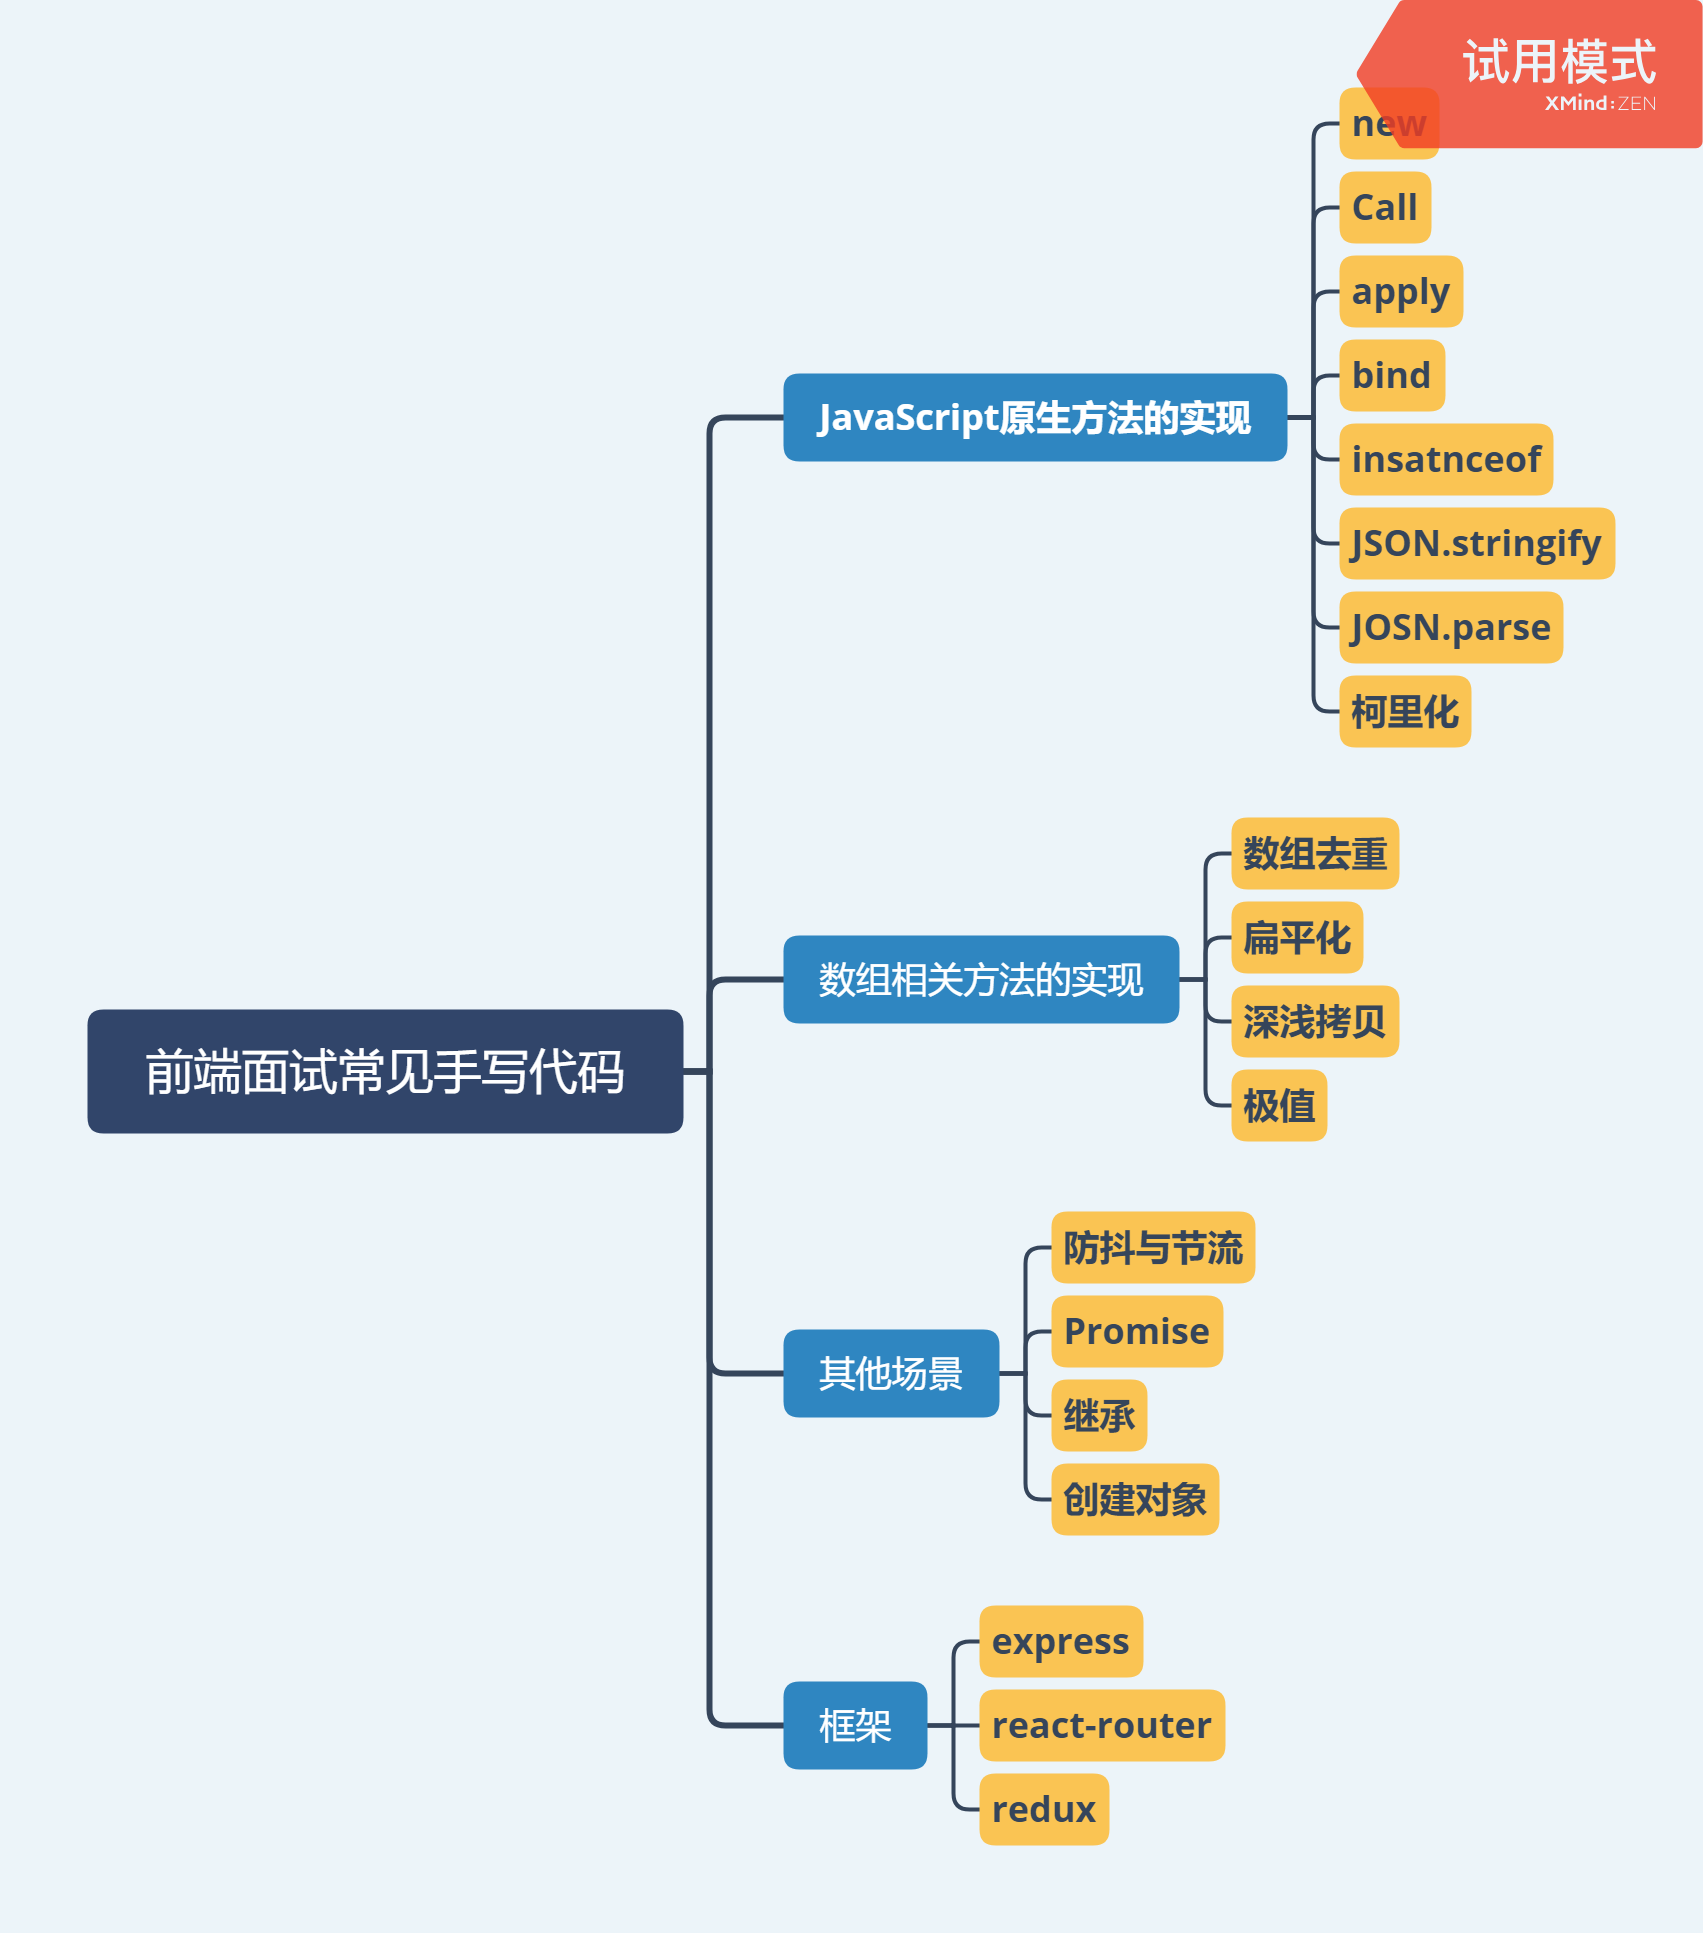 试用模式
XMind:ZEN
new
Call
apply
bind
JavaScript原生方法的实现
insatnceof
JSON.stringify
JOSN.parse
柯里化
数组去重
扁平化
数组相关方法的实现
深浅拷贝
极值
前端面试常见手写代码
防抖与节流
Promise
其他场景
继承
创建对象
express
框架
react-router
redux